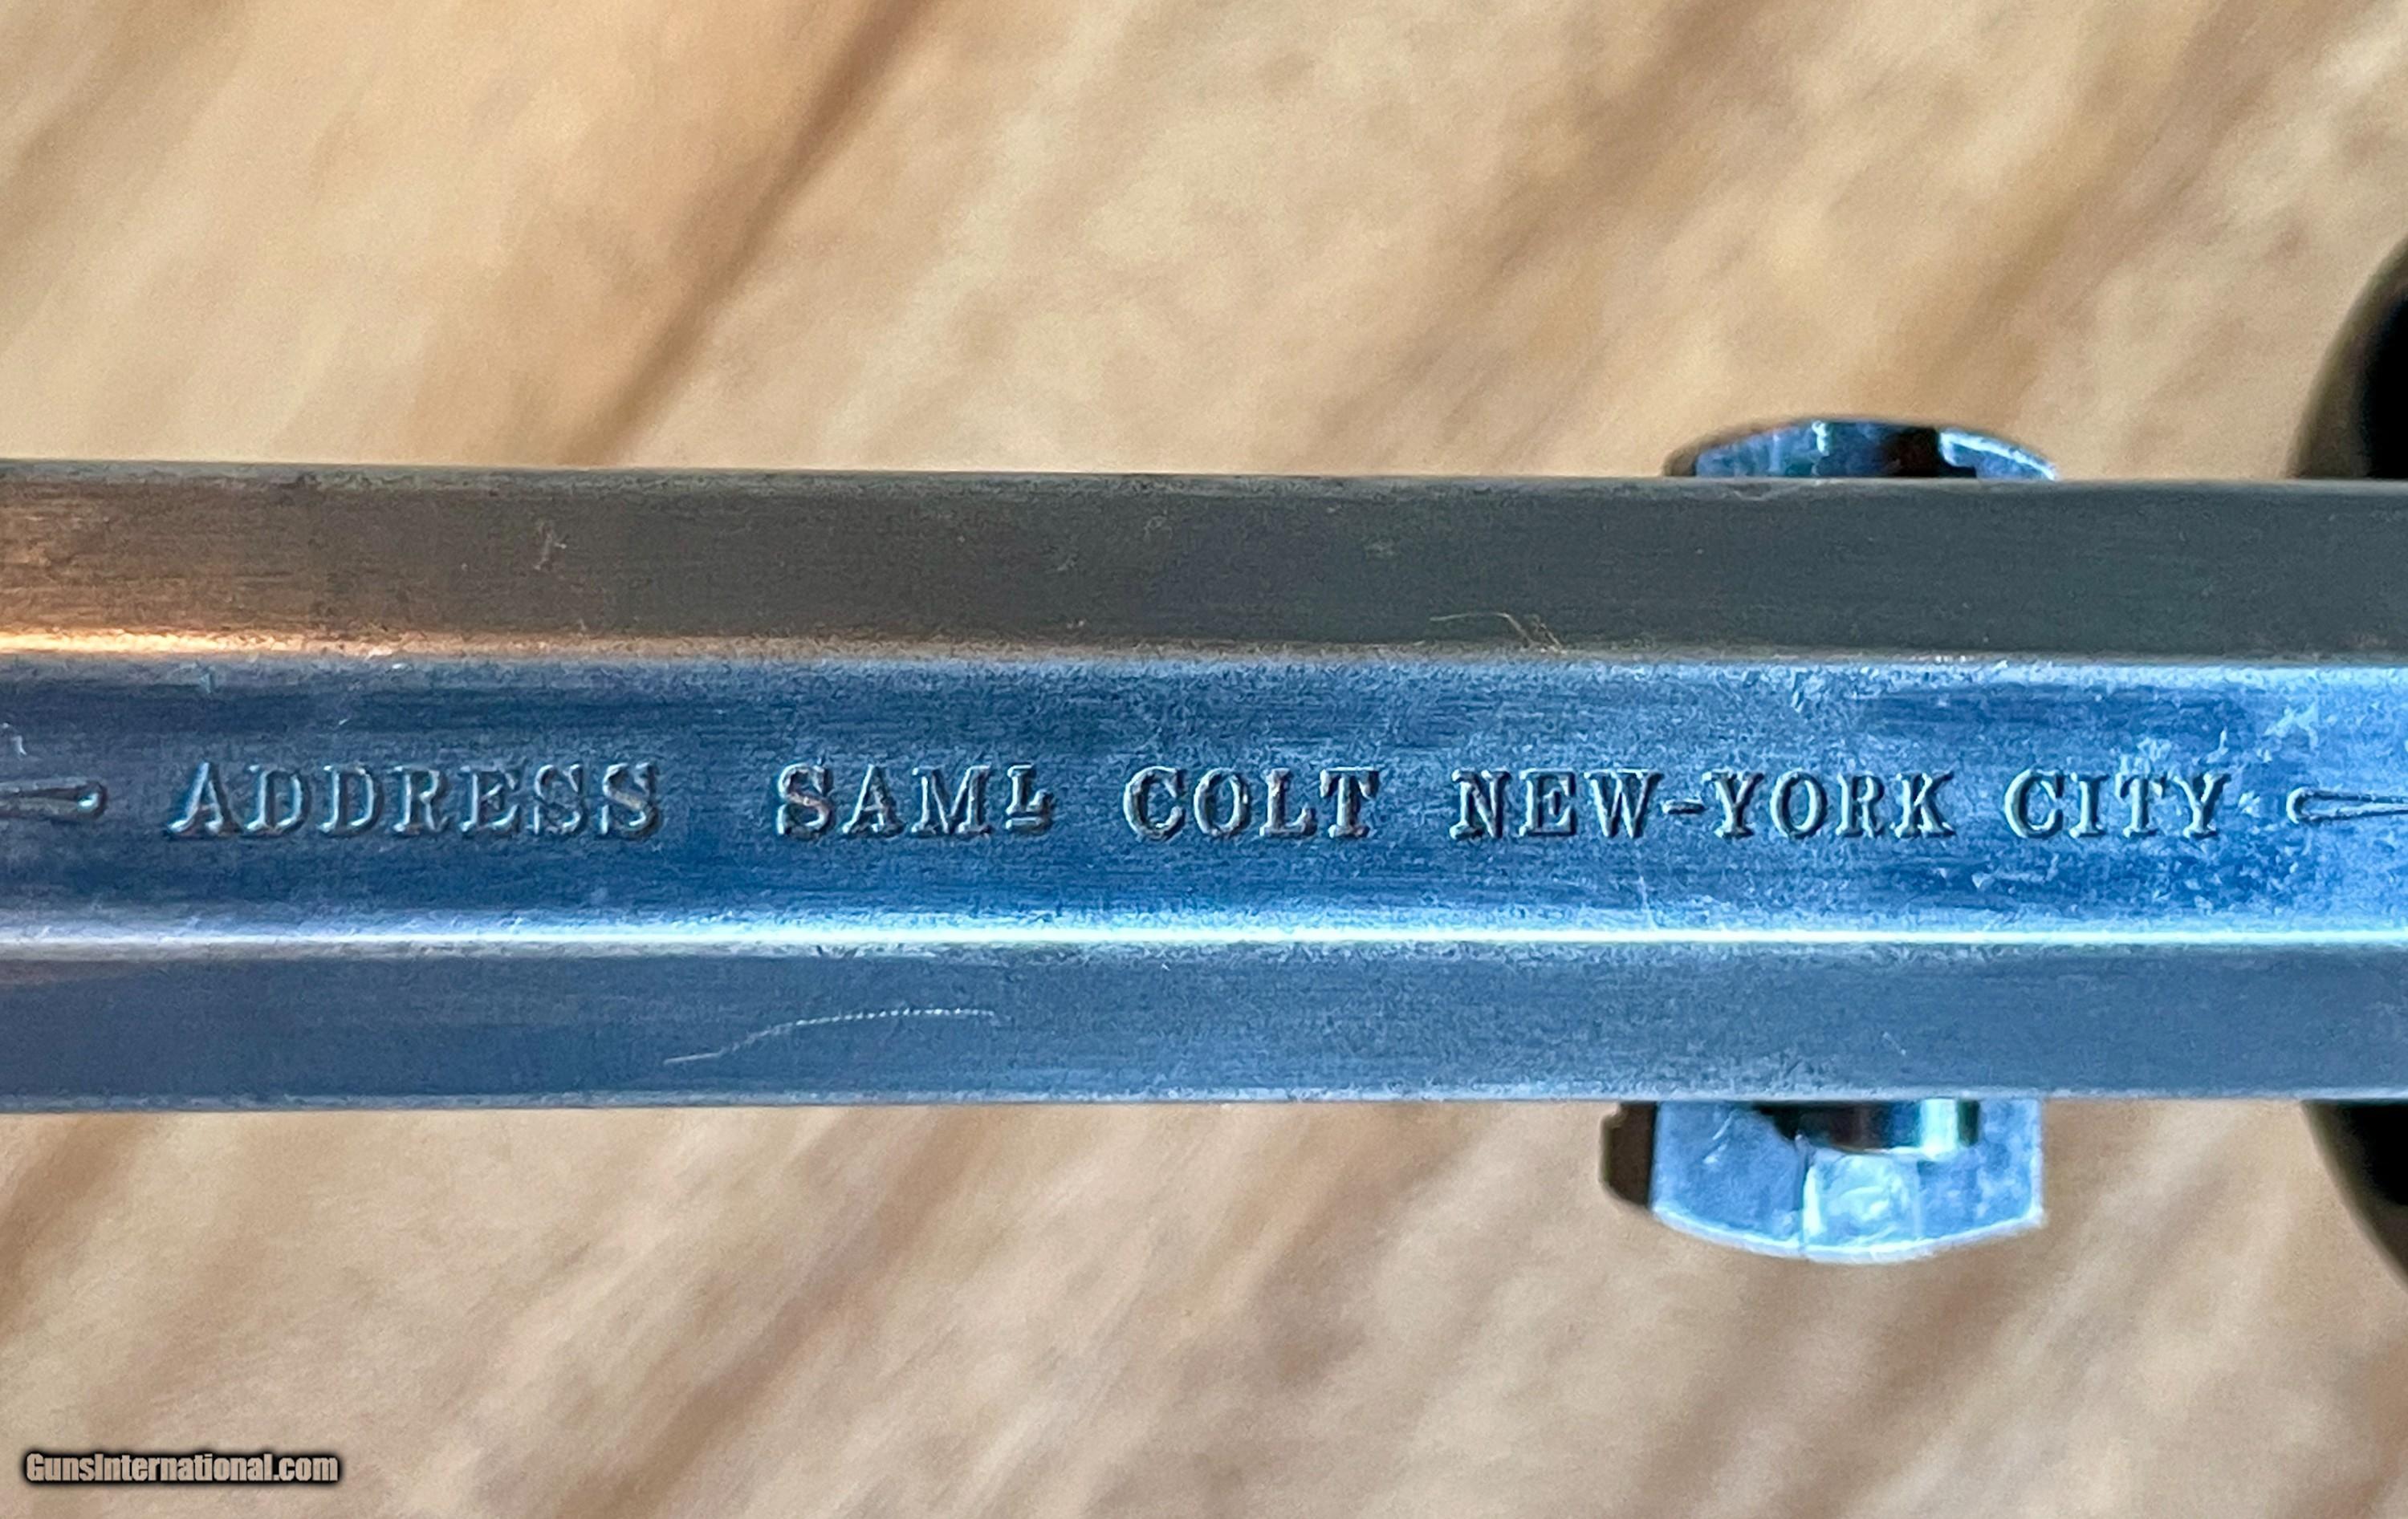 ADDRESS SAML COLT NEW-YORK CITY
GunsInternational.com